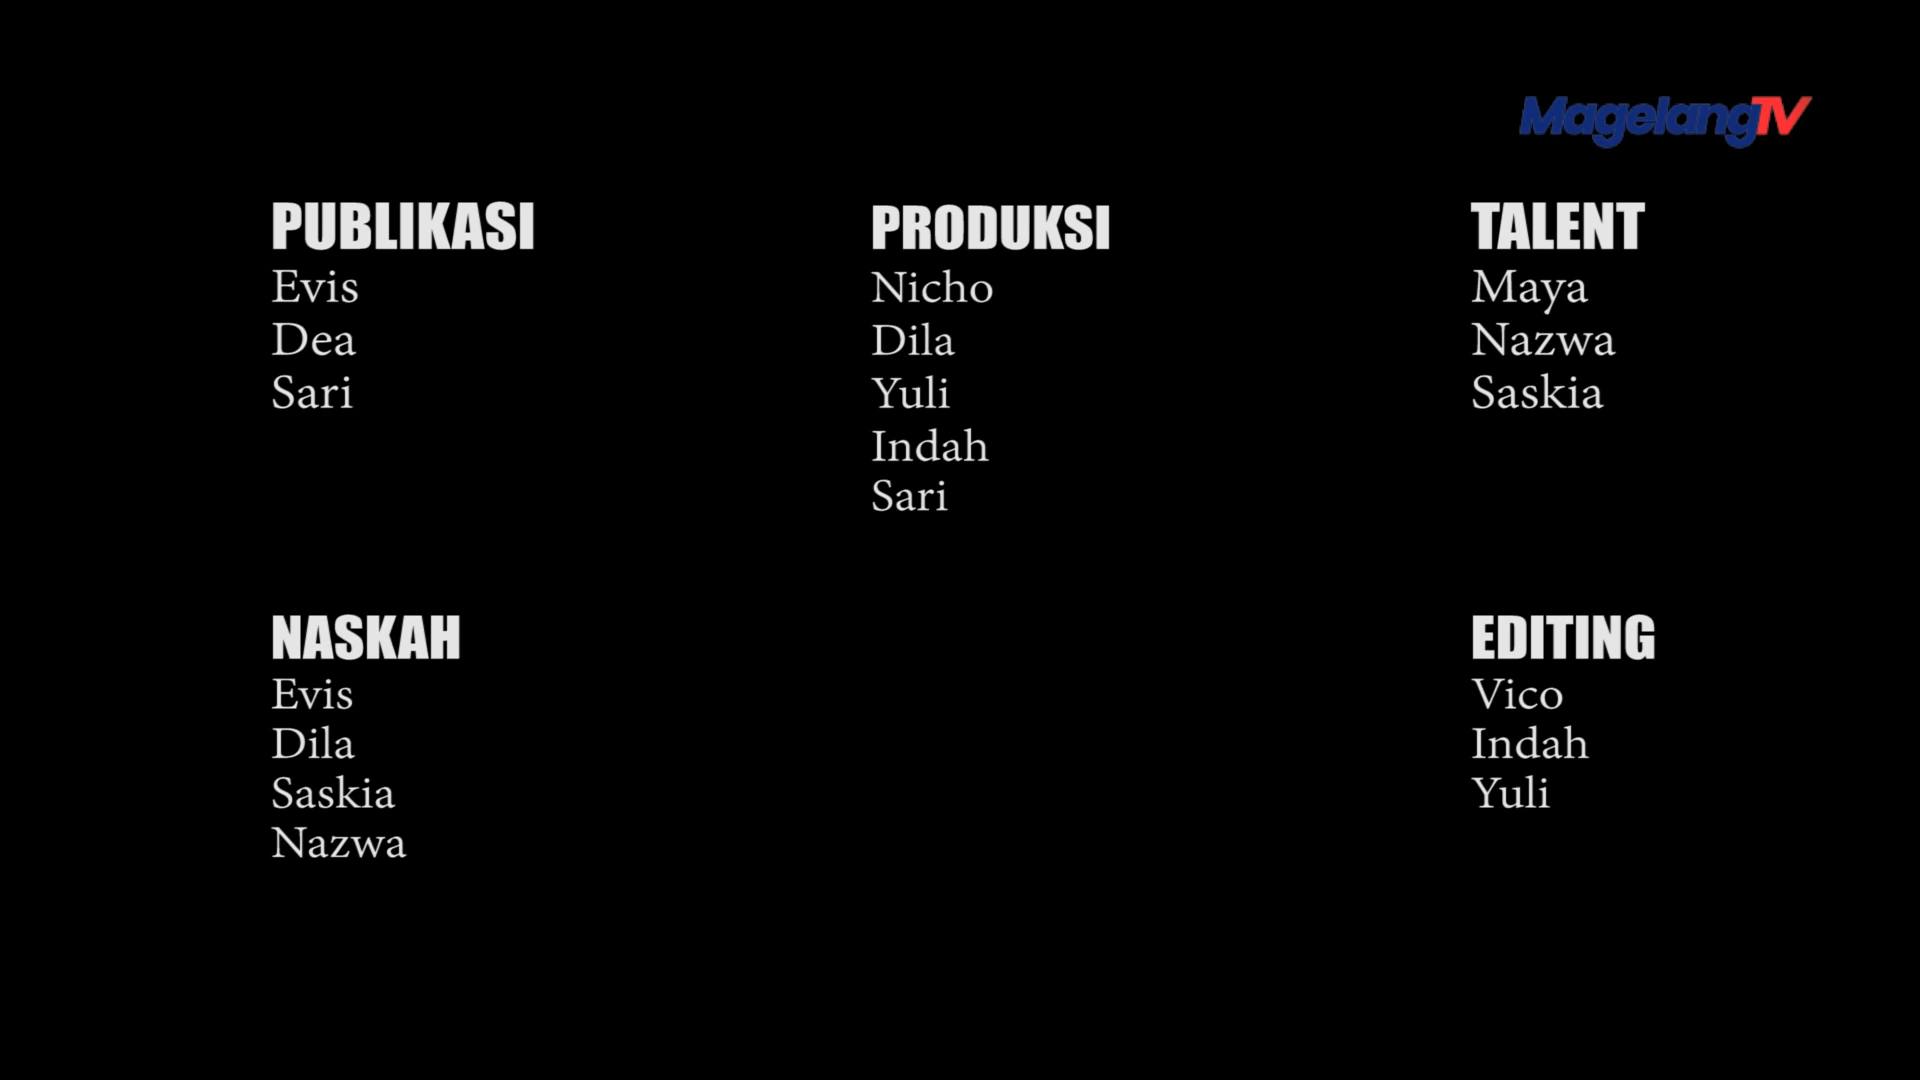 MagelangTV
PUBLIKASI
Evis
Dea
Sari
PRODUKSI
Nicho
Dila
Yuli
Indah
Sari
TALENT
Maya
Nazwa
Saskia
NASKAH
Evis
Dila
Saskia
Nazwa
EDITING
Vico
Indah
Yuli